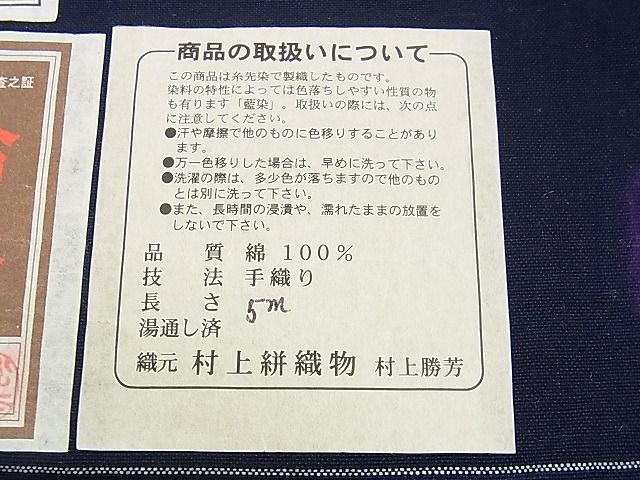 査之証
商品の取扱いについて
この商品は糸先染で製織したものです。
染料の特性によっては色落ちしやすい性質の物
も有ります「藍染」。取扱いの際には、次の点
に注意してください。
●汗や摩擦で他のものに色移りすることがあり
ます。
●万一色移りした場合は、早めに洗って下さい。
●洗濯の際は、多少色が落ちますので他のもの
とは別に洗って下さい。
●また、長時間の浸漬や、濡れたままの放置を
しないで下さい。
品 質 綿 100%
技 法 手織り
長 さ 5m
湯通し済
織元 村上絣織物 村上勝芳